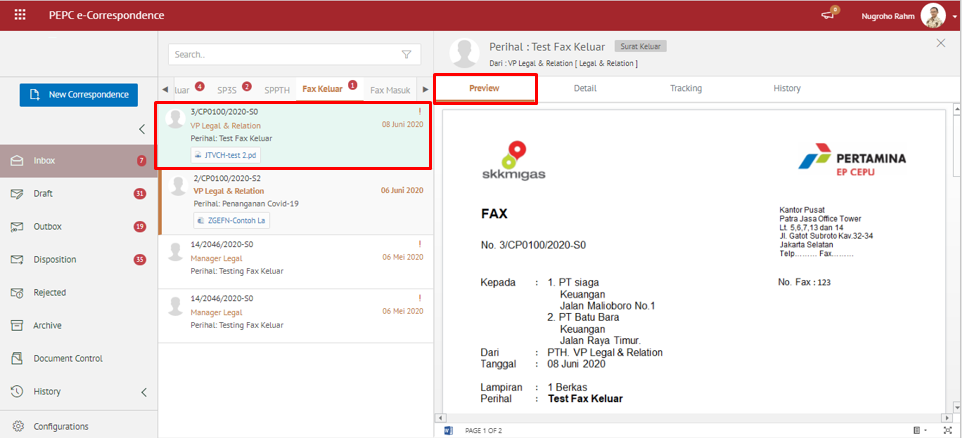 PEPC e-Correspondence
8
Nugroho Rahm
New Correspondence
Inbox 7
Draft 31
Outbox 19
Disposition 35
Rejected
Archive
Document Control
History
Configurations
Search..
luar 4 SP3S 2 SPPTH Fax Keluar 1 Fax Masuk
3/CP0100/2020-S0 !
VP Legal & Relation 08 Juni 2020
Perihal: Test Fax Keluar
JTVCH-test 2.pd
2/CP0100/2020-S2
VP Legal & Relation 06 Juni 2020
Perihal: Penanganan Covid-19
ZGEFN-Contoh La
14/2046/2020-S0 !
Manager Legal 06 Mei 2020
Perihal: Testing Fax Keluar
14/2046/2020-S0 !
Manager Legal 06 Mei 2020
Perihal: Testing Fax Keluar
Perihal : Test Fax Keluar Surat Keluar
Dari : VP Legal & Relation [ Legal & Relation ]
Preview Detail Tracking History
skkmigas
PERTAMINA
EP CEPU
FAX
No. 3/CP0100/2020-S0
Kantor Pusat
Patra Jasa Office Tower
Lt. 5,6,7,13 dan 14
Jl. Gatot Subroto Kav.32-34
Jakarta Selatan
Telp......... Fax.........
Kepada : 1. PT siaga No. Fax : 123
Keuangan
Jalan Malioboro No.1
2. PT Batu Bara
Keuangan
Jalan Raya Timur.
Dari : PTH. VP Legal & Relation
Tanggal : 08 Juni 2020
Lampiran : 1 Berkas
Perihal : Test Fax Keluar
PAGE 1 OF 2